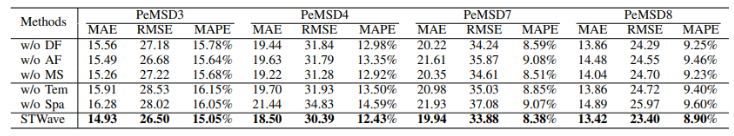 Methods PeMSD3 PeMSD4 PeMSD7 PeMSD8
MAE RMSE MAPE MAE RMSE MAPE MAE RMSE MAPE MAE RMSE MAPE
w/o DF 15.56 27.18 15.78% 19.44 31.84 12.98% 20.22 34.24 8.59% 13.86 24.29 9.25%
w/o AF 15.49 26.68 15.64% 19.63 31.79 13.35% 21.61 35.87 9.08% 14.48 24.55 9.46%
w/o MS 15.26 27.22 15.68% 19.22 31.28 12.92% 20.35 34.61 8.51% 14.04 24.70 9.23%
w/o Tem 15.91 28.53 16.15% 19.70 31.93 12.50% 20.98 35.03 8.85% 13.86 24.72 9.40%
w/o Spa 16.28 28.02 16.05% 21.44 34.83 14.59% 21.93 37.08 9.07% 14.89 25.97 9.60%
STWave 14.93 26.50 15.05% 18.50 30.39 12.43% 19.94 33.88 8.38% 13.42 23.40 8.90%